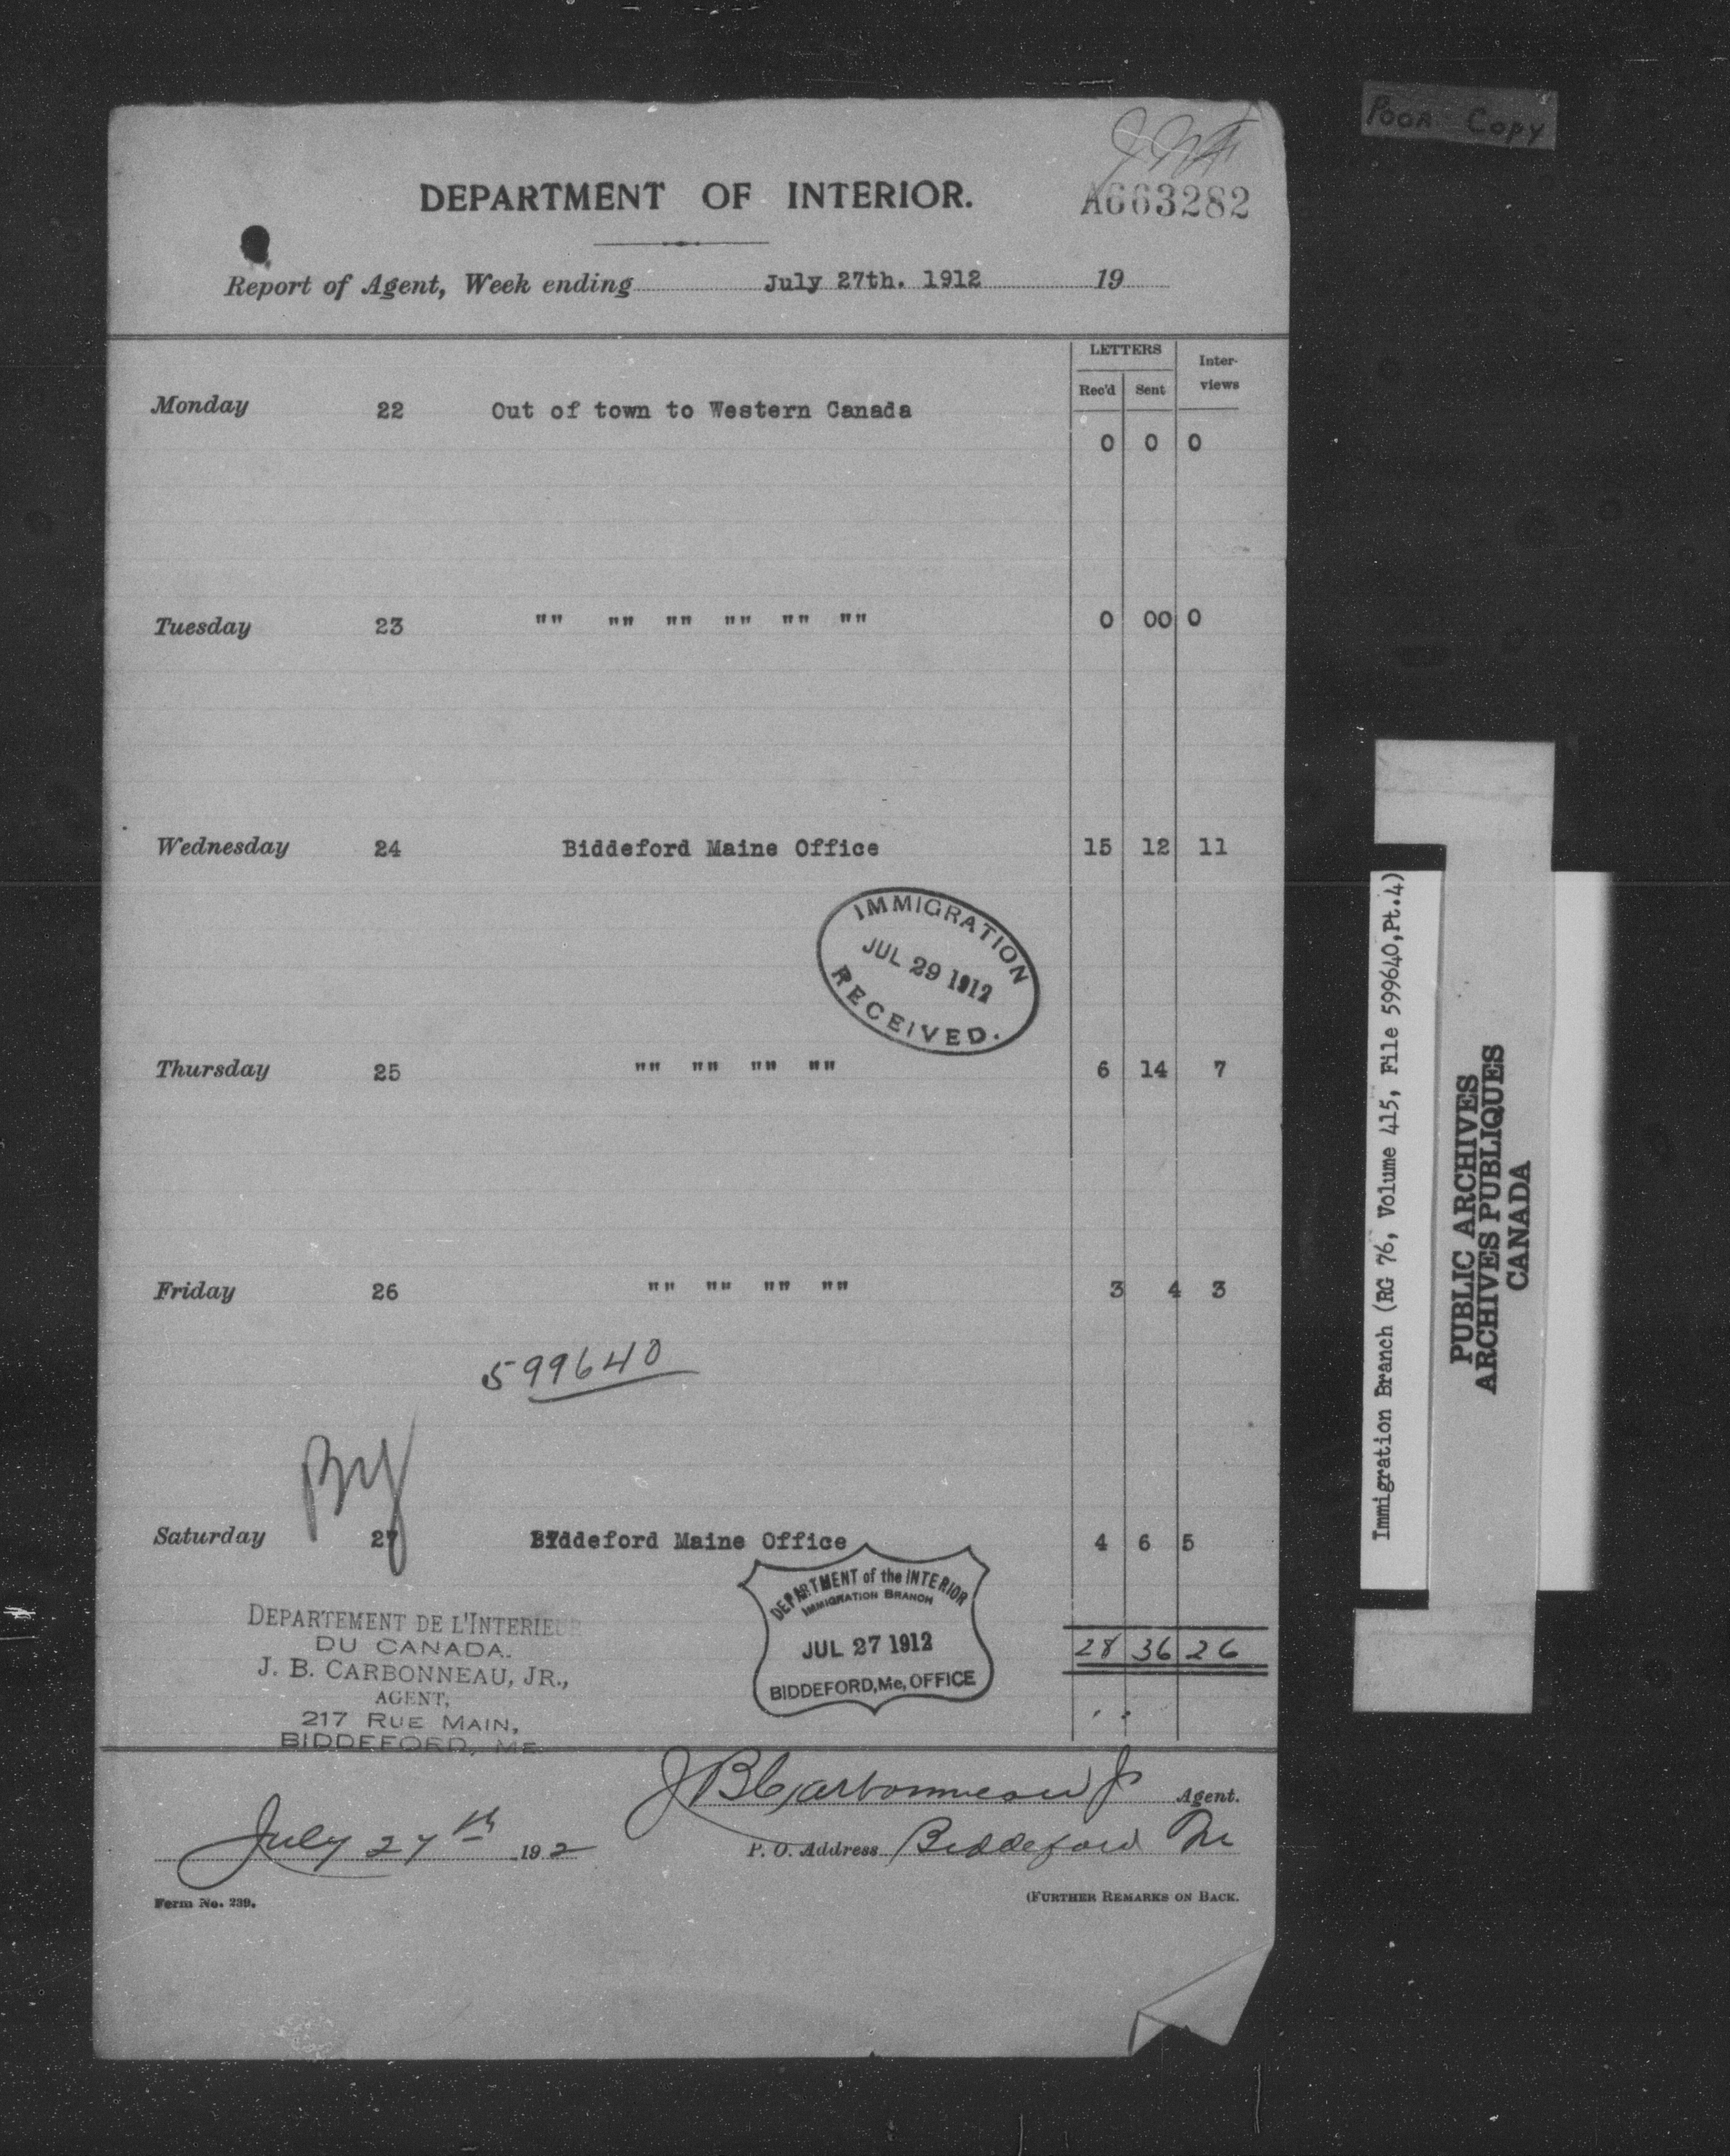 Poor Copy
DEPARTMENT OF INTERIOR.
A663282
Report of Agent, Week ending July 27th. 1912 19
LETTERS
Inter-
views
Rec'd Sent
Monday 22 Out of town to Western Canada
0 0 0
Tuesday 23 "" "" "" "" "" "" 0 00 0
Wednesday 24 Biddeford Maine Office 15 12 11
IMMIGRATION
JUL 29 1912
RECEIVED.
Thursday 25 "" "" "" "" 6 14 7
Friday 26 "" "" "" "" 3 4 3
599640
Saturday 27 Biddeford Maine Office 4 6 5
DEPARTMENT of the INTERIOR
IMMIGRATION BRANCH
JUL 27 1912
BIDDEFORD, Me, OFFICE
28 36 26
DEPARTEMENT DE L'INTERIEUR
DU CANADA.
J. B. CARBONNEAU, JR.,
AGENT,
217 RUE MAIN,
BIDDEFORD, ME
J B Carbonneau Jr Agent.
July 27th 192
P. O. Address Biddeford Me
Form No. 239.
(FURTHER REMARKS ON BACK.
Immigration Branch (RG 76, Volume 415, File 599640,Pt.4)
PUBLIC ARCHIVES
ARCHIVES PUBLIQUES
CANADA